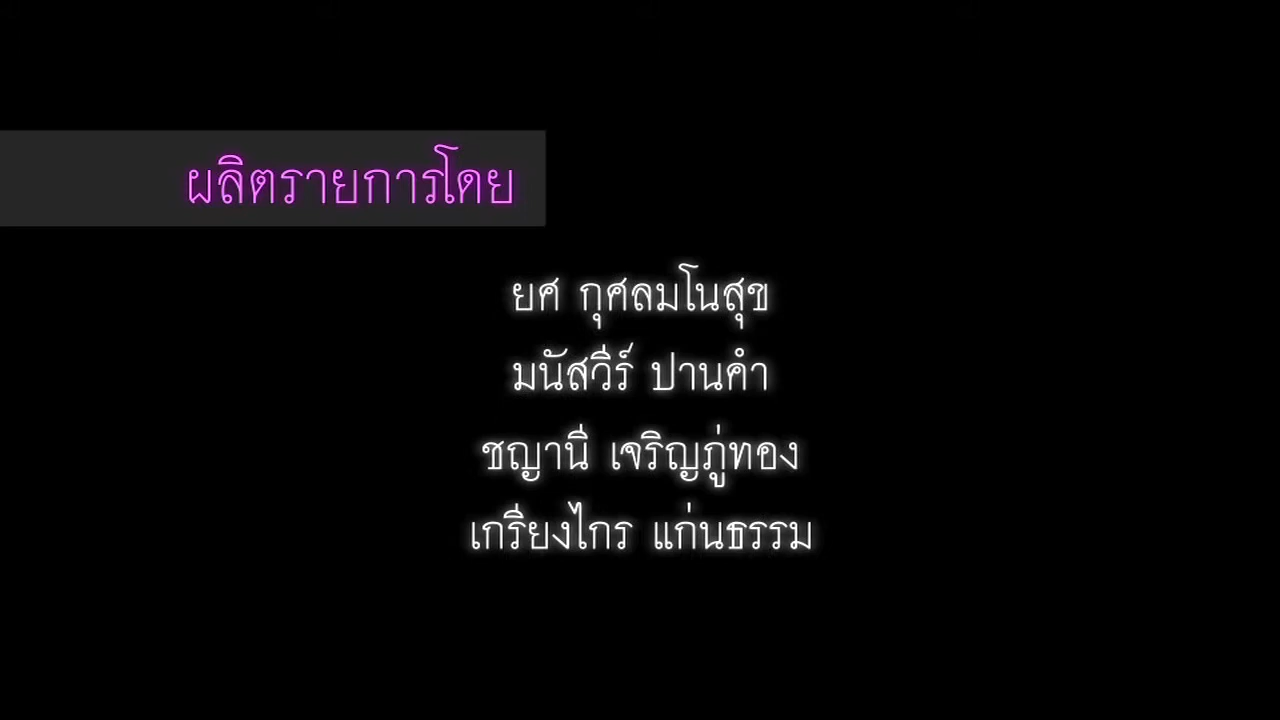 ผลิตรายการโดย
ยศ กุศลมโนสุข
มนัสวีร์ ปานคำ
ชญานี เจริญภู่ทอง
เกรียงไกร แก่นธรรม